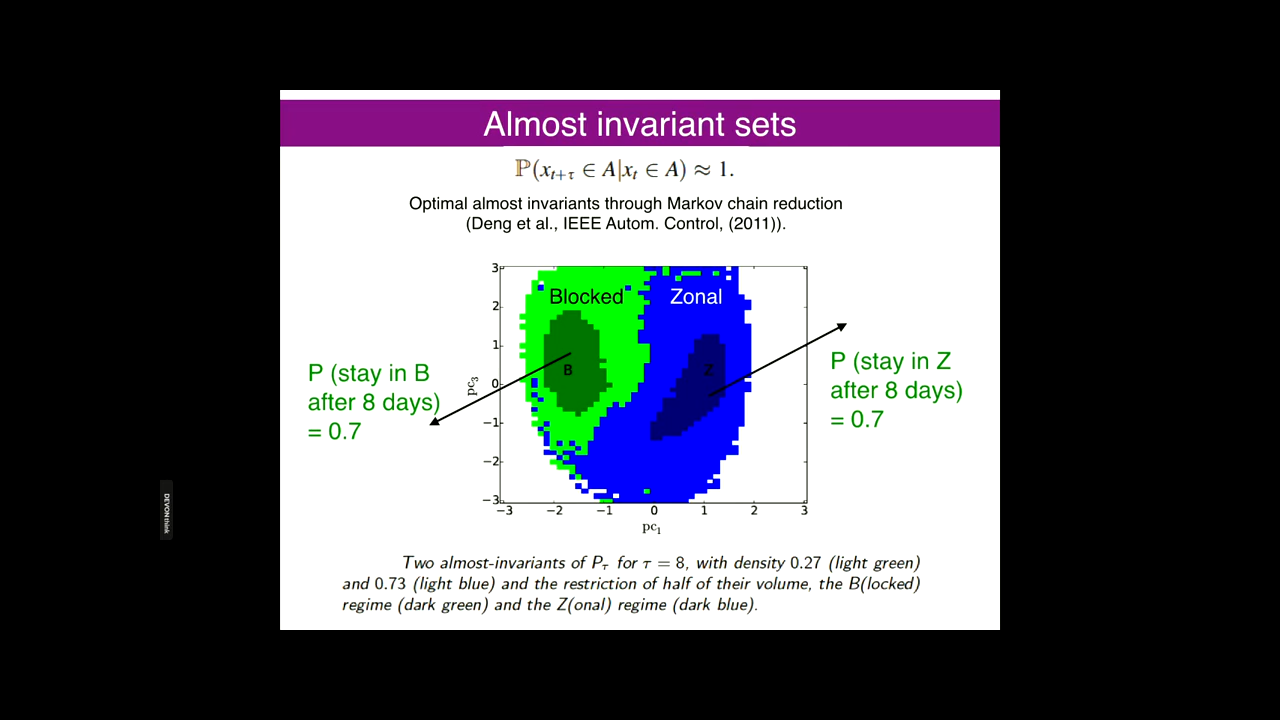 Almost invariant sets
ℙ(x_{t+τ} ∈ A|x_t ∈ A) ≈ 1.
Optimal almost invariants through Markov chain reduction
(Deng et al., IEEE Autom. Control, (2011)).
Blocked
Zonal
B
Z
3
2
1
0
−1
−2
−3
pc₃
−3
−2
−1
0
1
2
3
pc₁
P (stay in B
after 8 days)
= 0.7
P (stay in Z
after 8 days)
= 0.7
Two almost-invariants of P_τ for τ = 8, with density 0.27 (light green)
and 0.73 (light blue) and the restriction of half of their volume, the B(locked)
regime (dark green) and the Z(onal) regime (dark blue).
DEVONthink